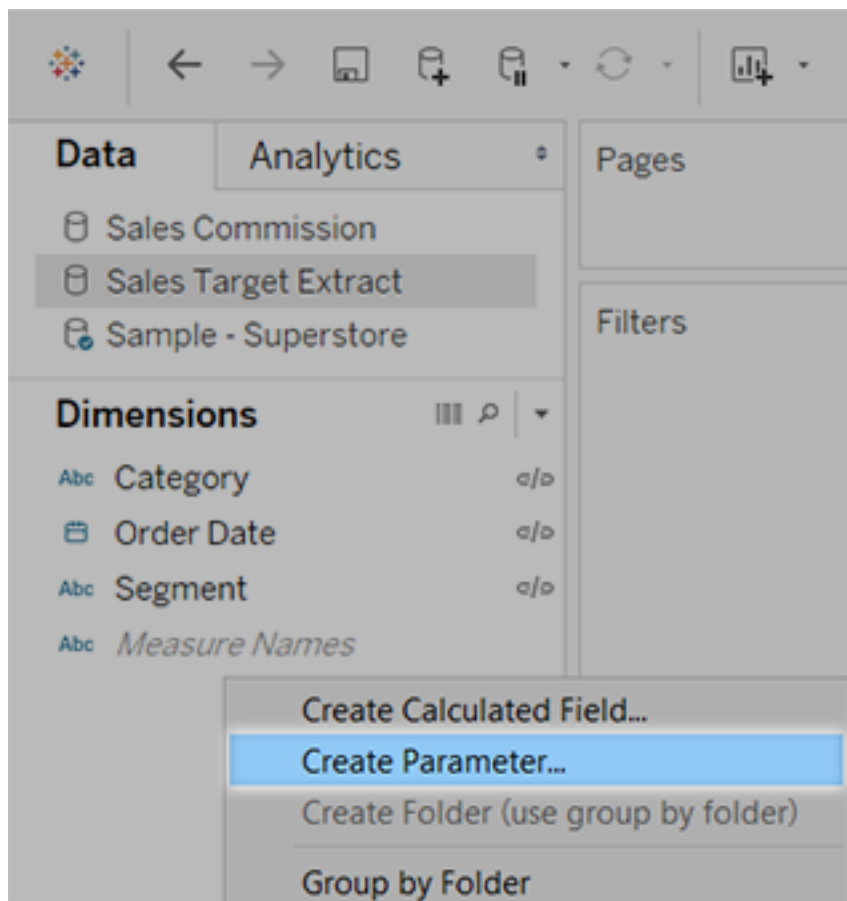 Data
Analytics
Pages
Sales Commission
Sales Target Extract
Sample - Superstore
Filters
Dimensions
Abc Category
Order Date
Abc Segment
Abc Measure Names
Create Calculated Field...
Create Parameter...
Create Folder (use group by folder)
Group by Folder